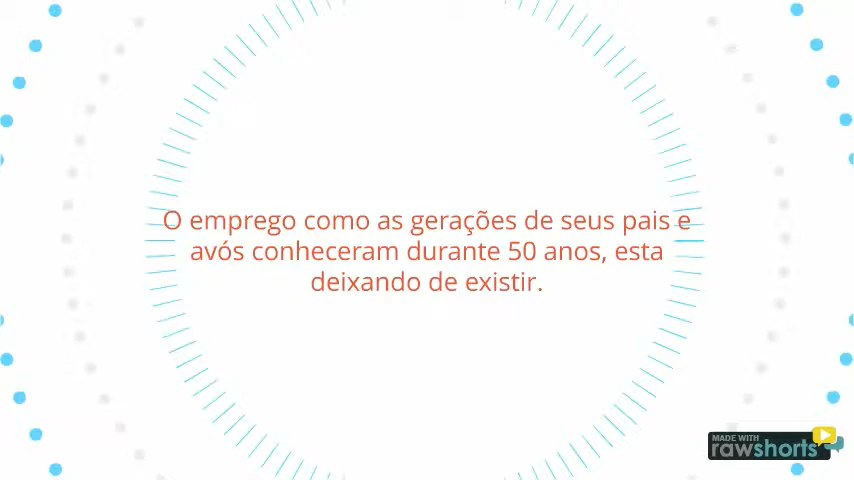 O emprego como as gerações de seus pais e
avós conheceram durante 50 anos, esta
deixando de existir.
MADE WITH
rawshorts